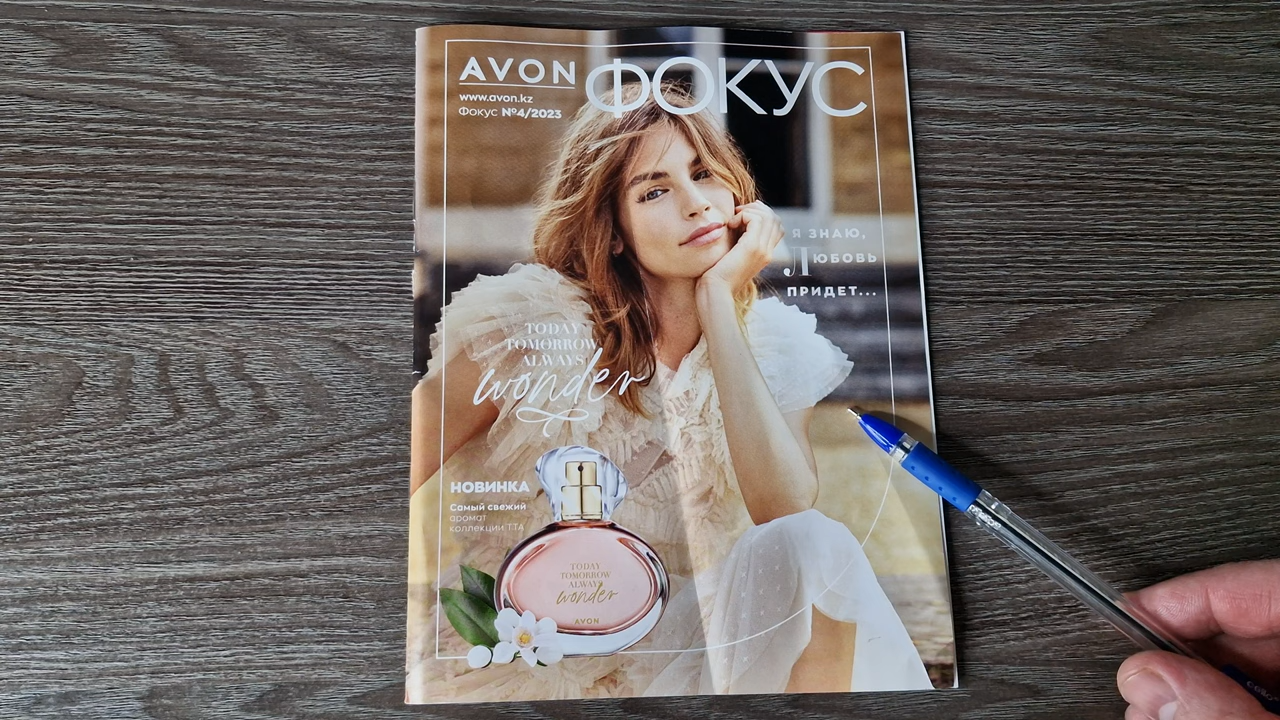 AVON
ФОКУС
www.avon.kz
Фокус №4/2023
Я ЗНАЮ,
ЛЮБОВЬ
ПРИДЕТ...
TODAY
TOMORROW
ALWAYS
wonder
НОВИНКА
Самый свежий
аромат
коллекции TTA
TODAY
TOMORROW
ALWAYS
wonder
AVON